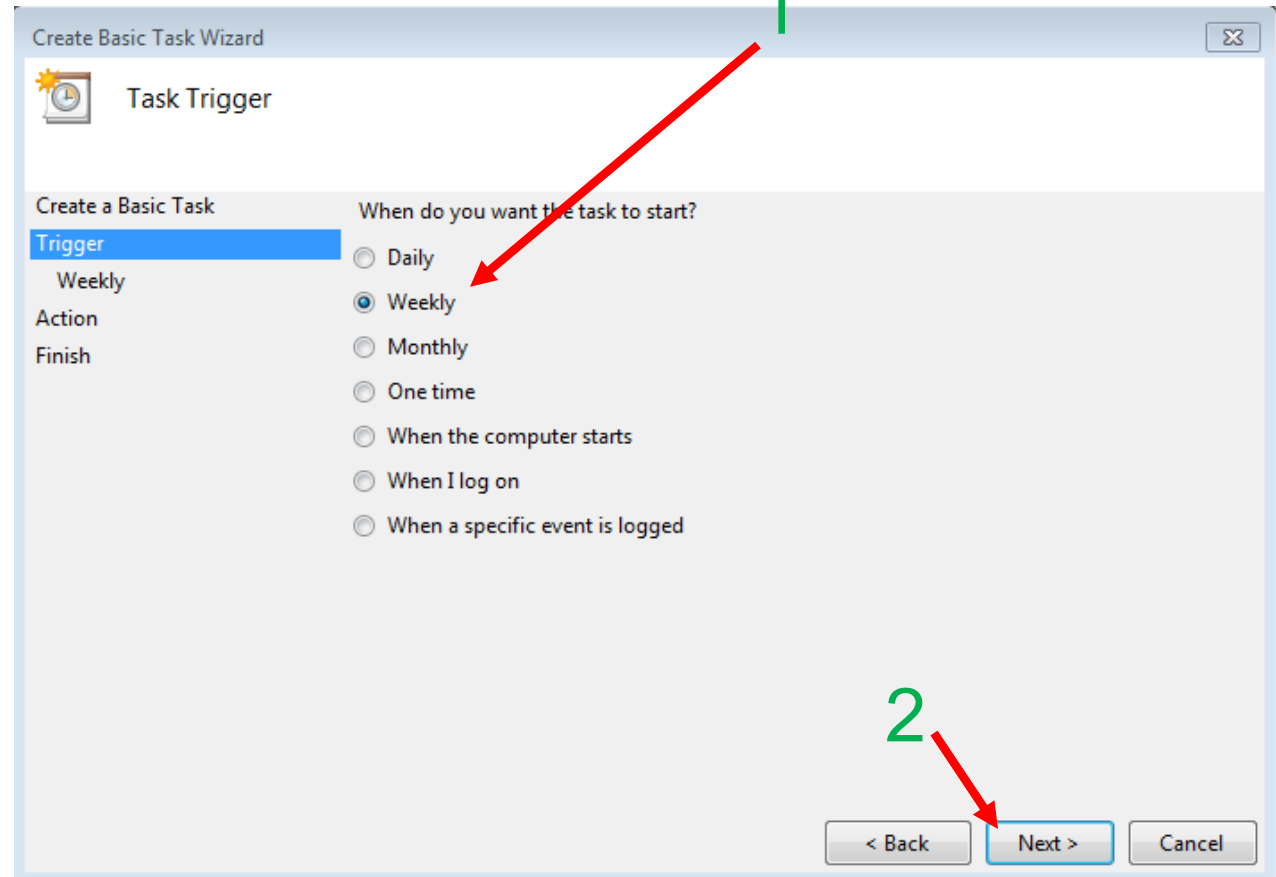 1
Create Basic Task Wizard
Task Trigger
Create a Basic Task
Trigger
Weekly
Action
Finish
When do you want the task to start?
Daily
Weekly
Monthly
One time
When the computer starts
When I log on
When a specific event is logged
2
< Back
Next >
Cancel